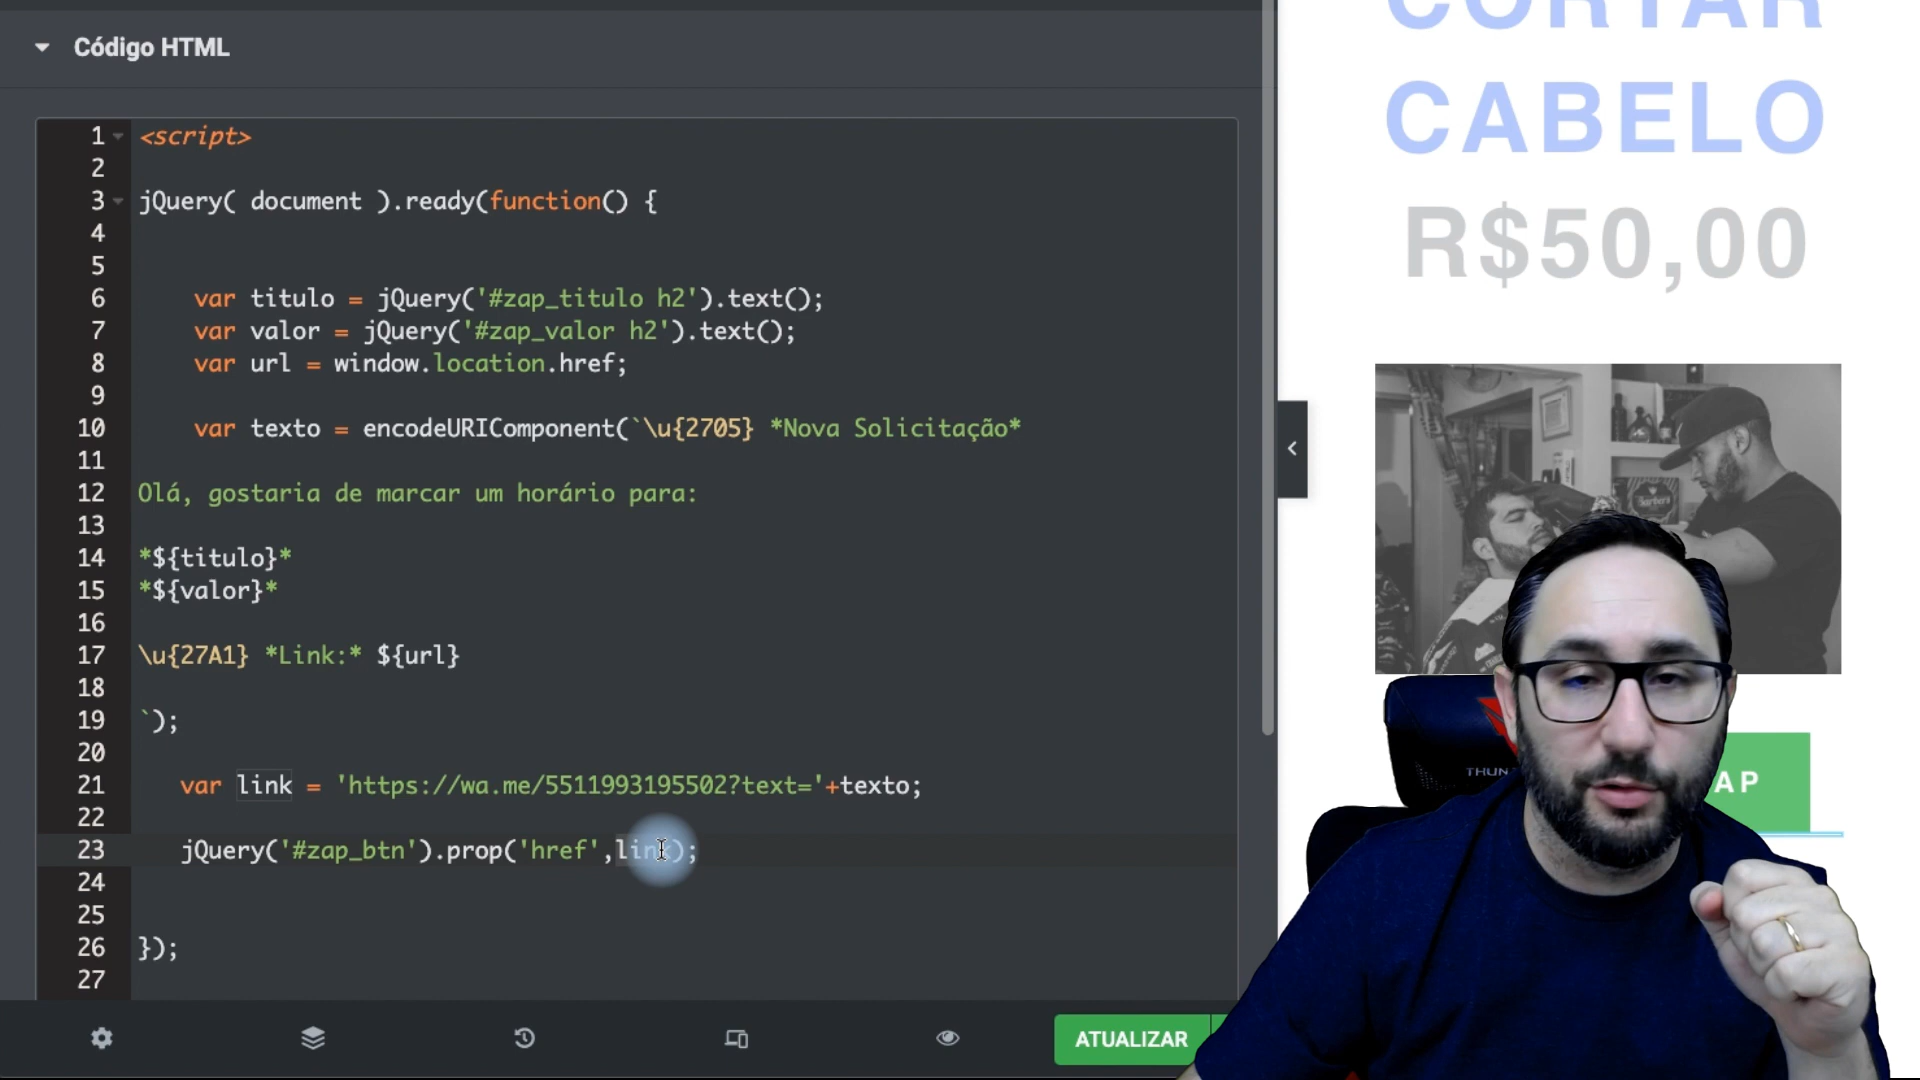 Código HTML
1 <script>
2
3 jQuery( document ).ready(function() {
4
5
6 var titulo = jQuery('#zap_titulo h2').text();
7 var valor = jQuery('#zap_valor h2').text();
8 var url = window.location.href;
9
10 var texto = encodeURIComponent(`\u{2705} *Nova Solicitação*
11
12 Olá, gostaria de marcar um horário para:
13
14 *${titulo}*
15 *${valor}*
16
17 \u{27A1} *Link:* ${url}
18
19 `);
20
21 var link = 'https://wa.me/5511993195502?text='+texto;
22
23 jQuery('#zap_btn').prop('href',link);
24
25
26 });
27
ATUALIZAR
CORTAR
CABELO
R$50,00
THUN
AP